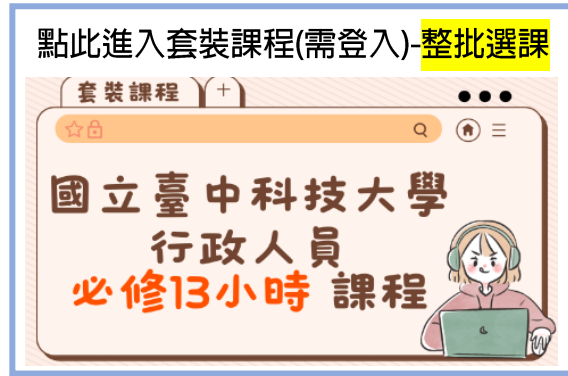 點此進入套裝課程(需登入)-整批選課
套裝課程 +
國立臺中科技大學
行政人員
必修13小時 課程